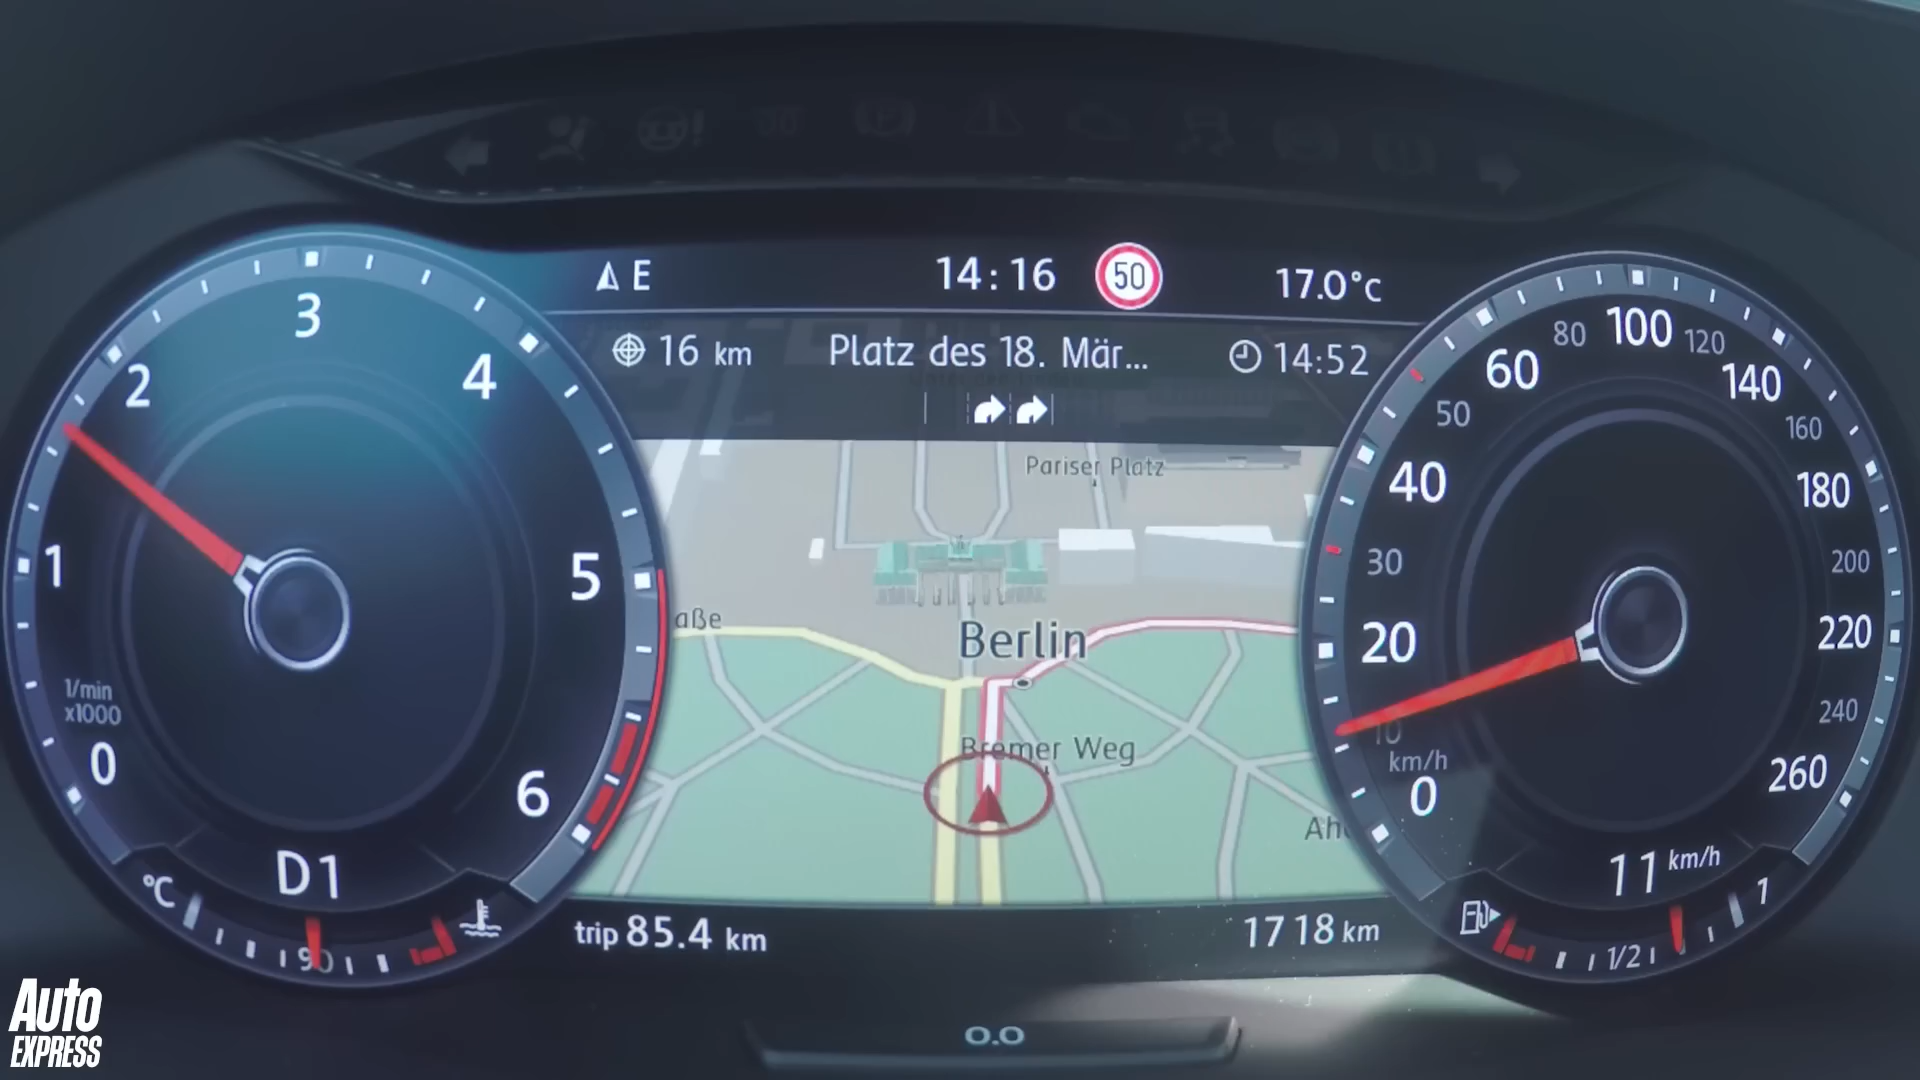 E
14:16
50
17.0°C
16 km
Platz des 18. Mär...
14:52
Pariser Platz
aße
Berlin
Bremer Weg
Ah
trip 85.4 km
1718 km
0
1
2
3
4
5
6
1/min
x1000
D1
°C
90
0
10
20
30
40
50
60
80
100
120
140
160
180
200
220
240
260
km/h
11 km/h
1/2
1
0.0
Auto
EXPRESS